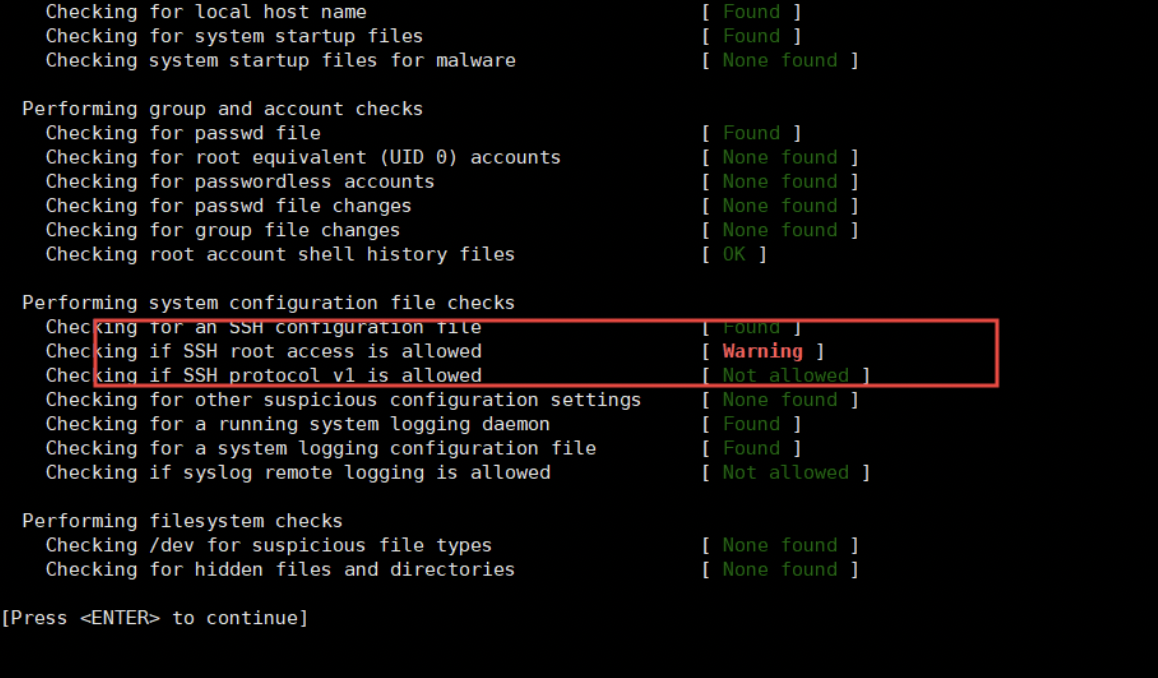 Checking for local host name [ Found ]
Checking for system startup files [ Found ]
Checking system startup files for malware [ None found ]
Performing group and account checks
Checking for passwd file [ Found ]
Checking for root equivalent (UID 0) accounts [ None found ]
Checking for passwordless accounts [ None found ]
Checking for passwd file changes [ None found ]
Checking for group file changes [ None found ]
Checking root account shell history files [ OK ]
Performing system configuration file checks
Checking for an SSH configuration file [ Found ]
Checking if SSH root access is allowed [ Warning ]
Checking if SSH protocol v1 is allowed [ Not allowed ]
Checking for other suspicious configuration settings [ None found ]
Checking for a running system logging daemon [ Found ]
Checking for a system logging configuration file [ Found ]
Checking if syslog remote logging is allowed [ Not allowed ]
Performing filesystem checks
Checking /dev for suspicious file types [ None found ]
Checking for hidden files and directories [ None found ]
[Press <ENTER> to continue]